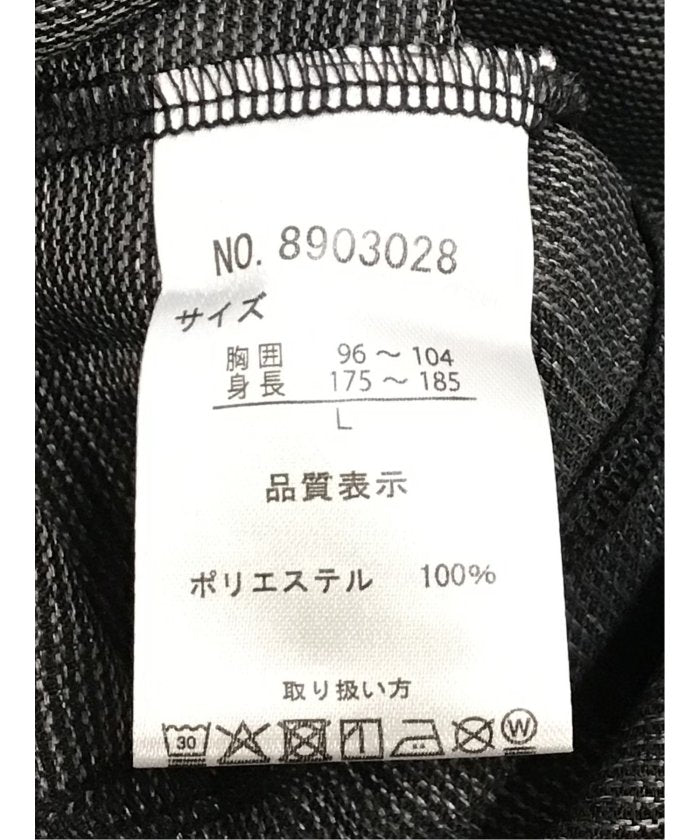 NO. 8903028
サイズ
胸囲 96～104
身長 175～185
L
品質表示
ポリエステル 100%
取り扱い方
30 W